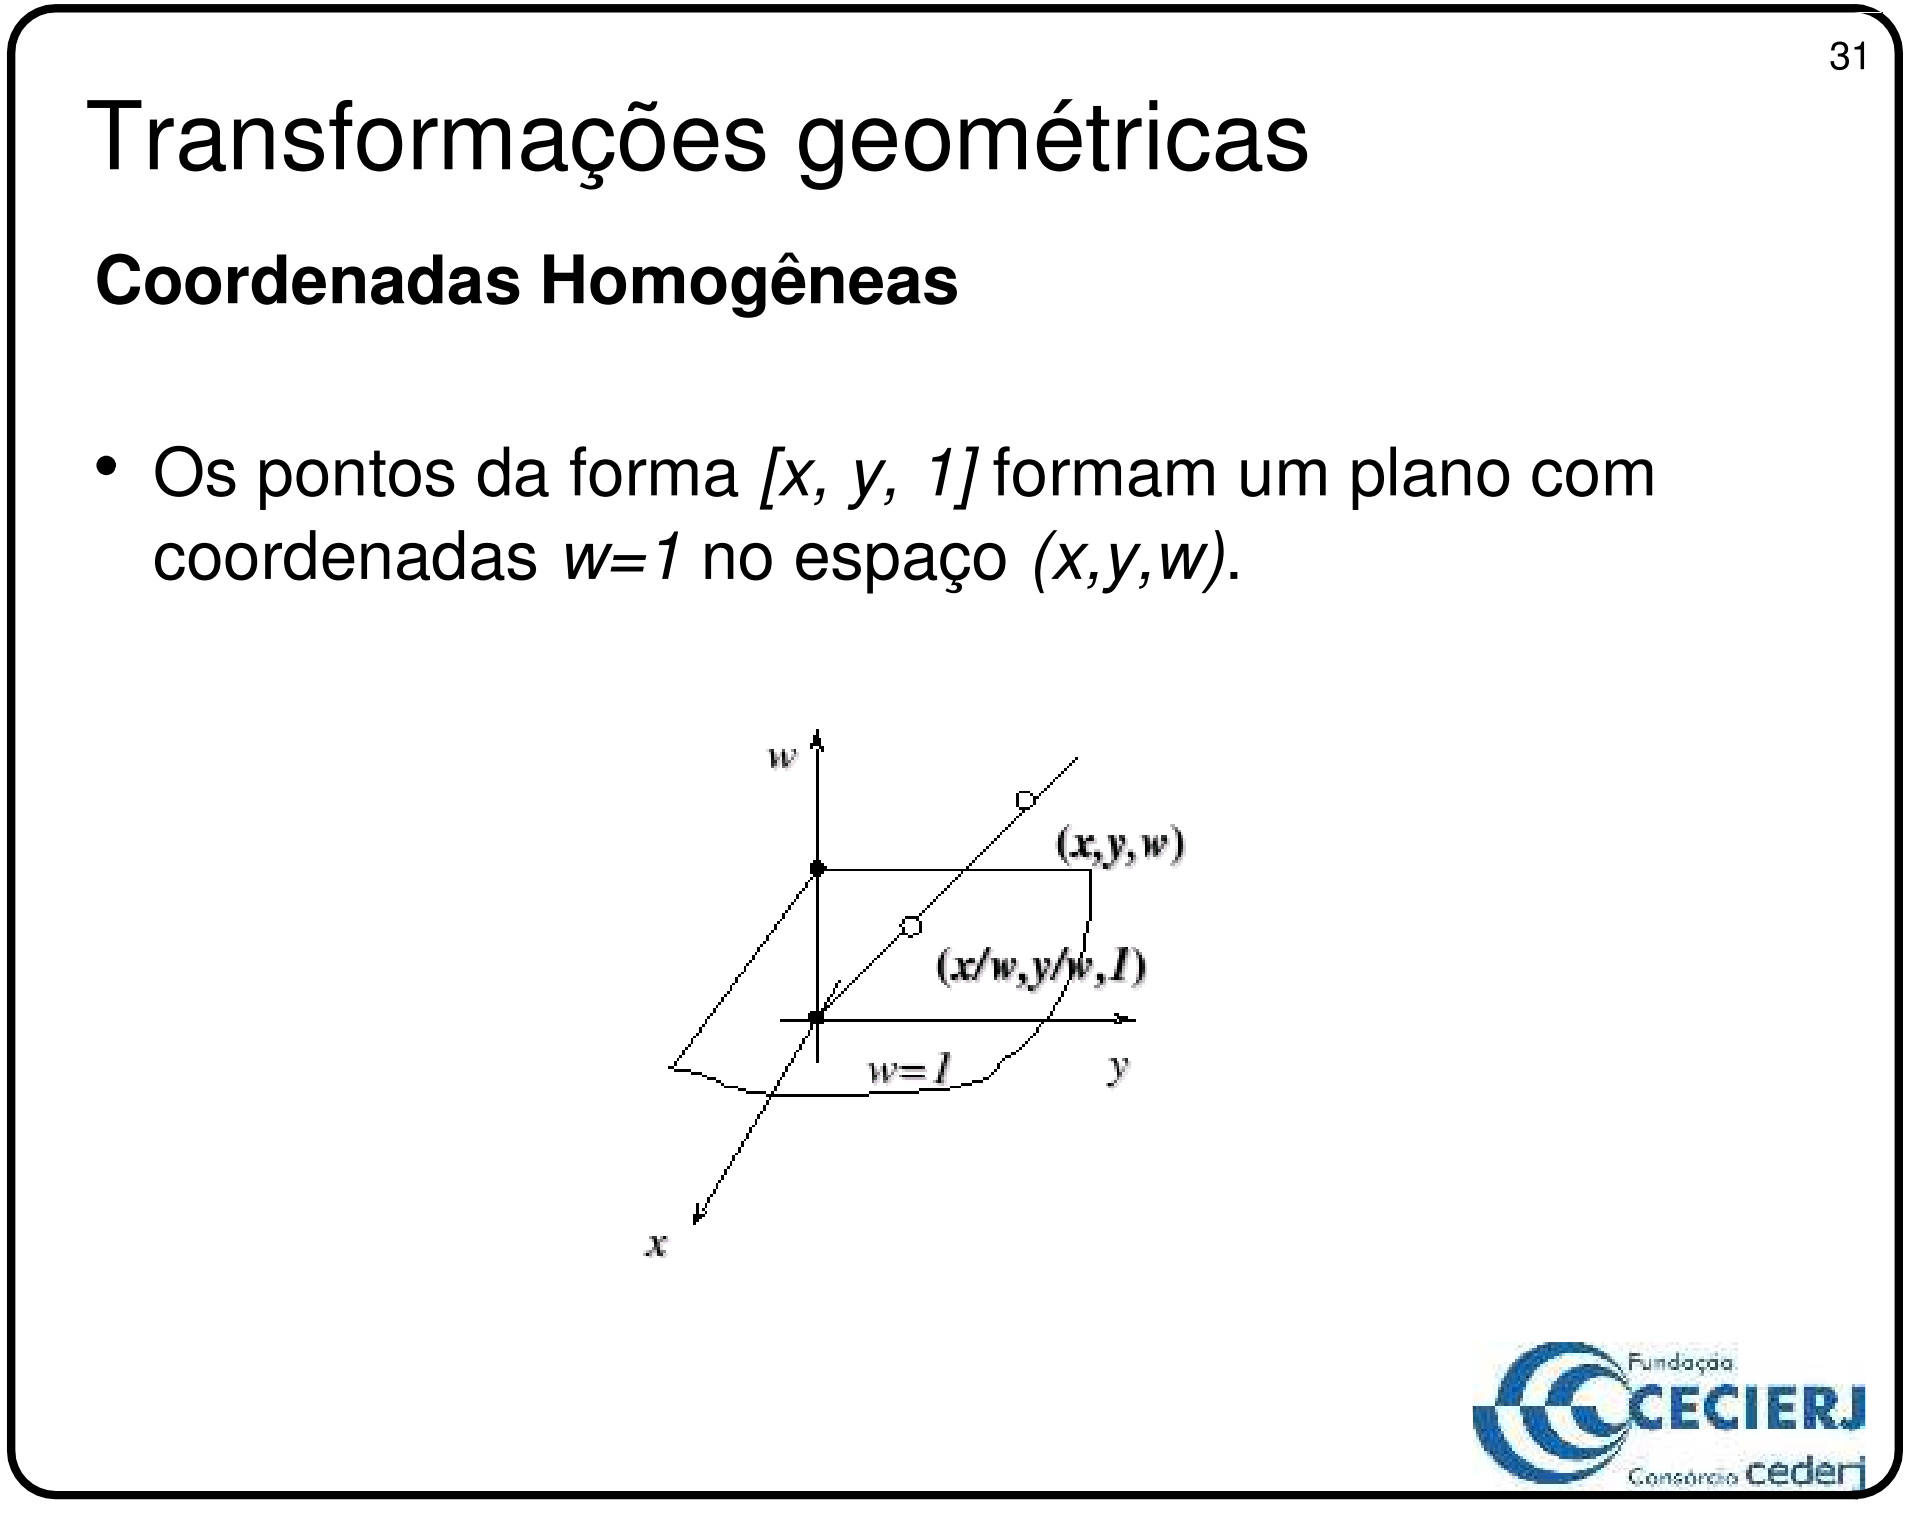 31
Transformações geométricas
Coordenadas Homogêneas
• Os pontos da forma [x, y, 1] formam um plano com
coordenadas w=1 no espaço (x,y,w).
w
(x,y,w)
(x/w,y/w,1)
w=1
y
x
Fundação
CECIERJ
Consórcio cederj